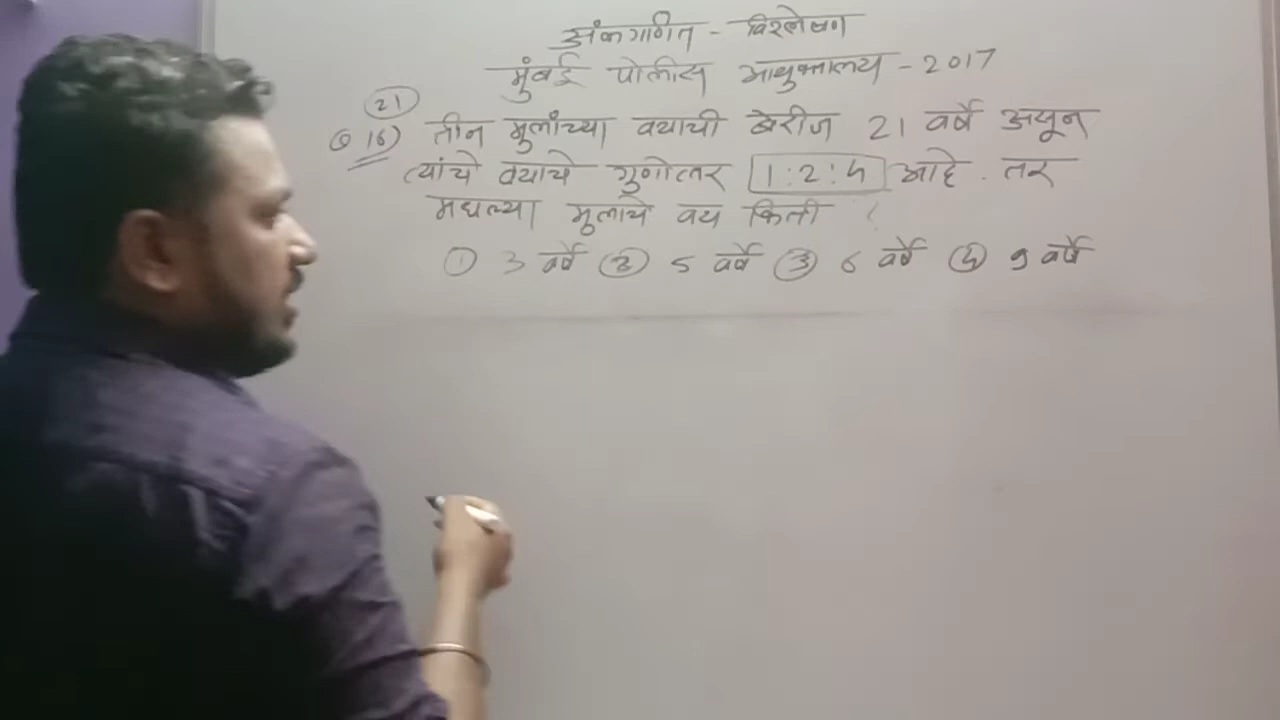 अंकगणित - विश्लेषण
मुंबई पोलीस आयुक्तालय - 2017
21
Q 16) तीन मुलांच्या वयाची बेरीज 21 वर्षे असून
त्यांचे वयाचे गुणोत्तर 1:2:4 आहे. तर
मधल्या मुलाचे वय किती ?
① 3 वर्षे ② 5 वर्षे ③ 6 वर्षे ④ 9 वर्षे